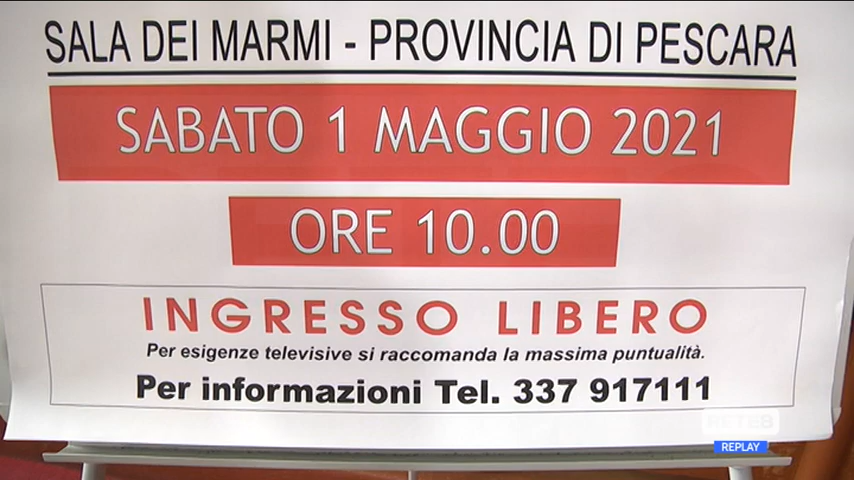 SALA DEI MARMI - PROVINCIA DI PESCARA
SABATO 1 MAGGIO 2021
ORE 10.00
INGRESSO LIBERO
Per esigenze televisive si raccomanda la massima puntualità.
Per informazioni Tel. 337 917111
RETE8
REPLAY